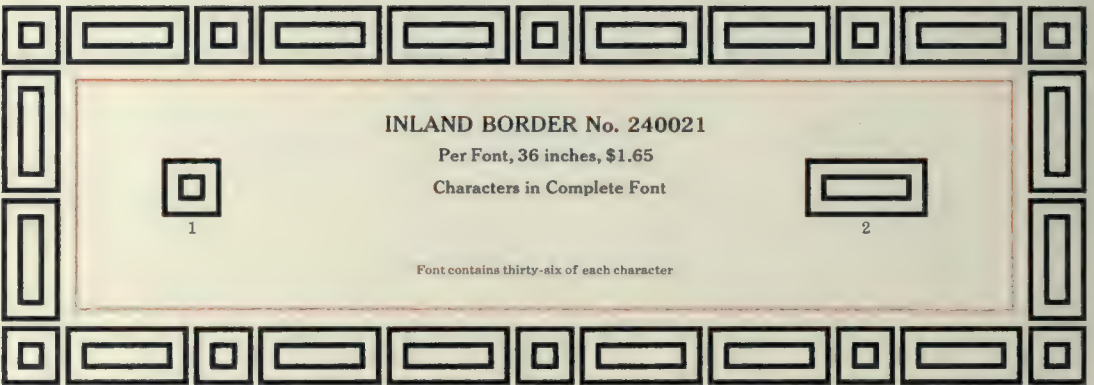 INLAND BORDER No. 240021
Per Font, 36 inches, $1.65
Characters in Complete Font
1
2
Font contains thirty-six of each character